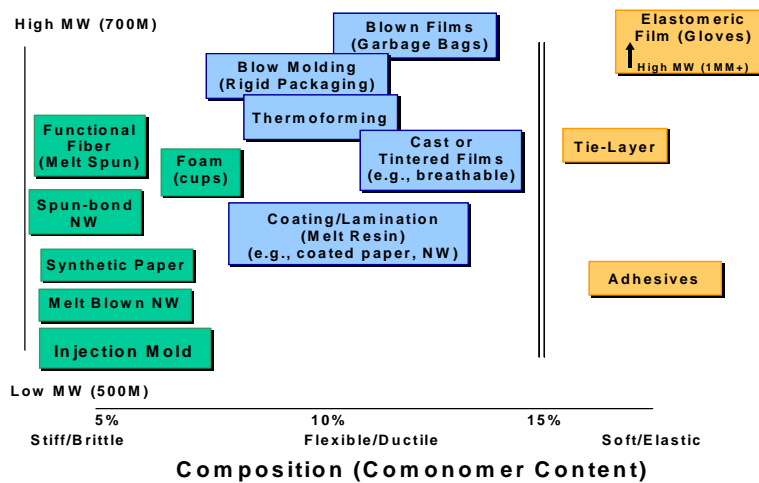 High MW (700M)
Blown Films
(Garbage Bags)
Elastomeric
Film (Gloves)
High MW (1MM+)
Blow Molding
(Rigid Packaging)
Thermoforming
Functional
Fiber
(Melt Spun)
Foam
(cups)
Cast or
Tintered Films
(e.g., breathable)
Tie-Layer
Spun-bond
NW
Coating/Lamination
(Melt Resin)
(e.g., coated paper, NW)
Synthetic Paper
Adhesives
Melt Blown NW
Injection Mold
Low MW (500M)
5%
10%
15%
Stiff/Brittle
Flexible/Ductile
Soft/Elastic
Composition (Comonomer Content)